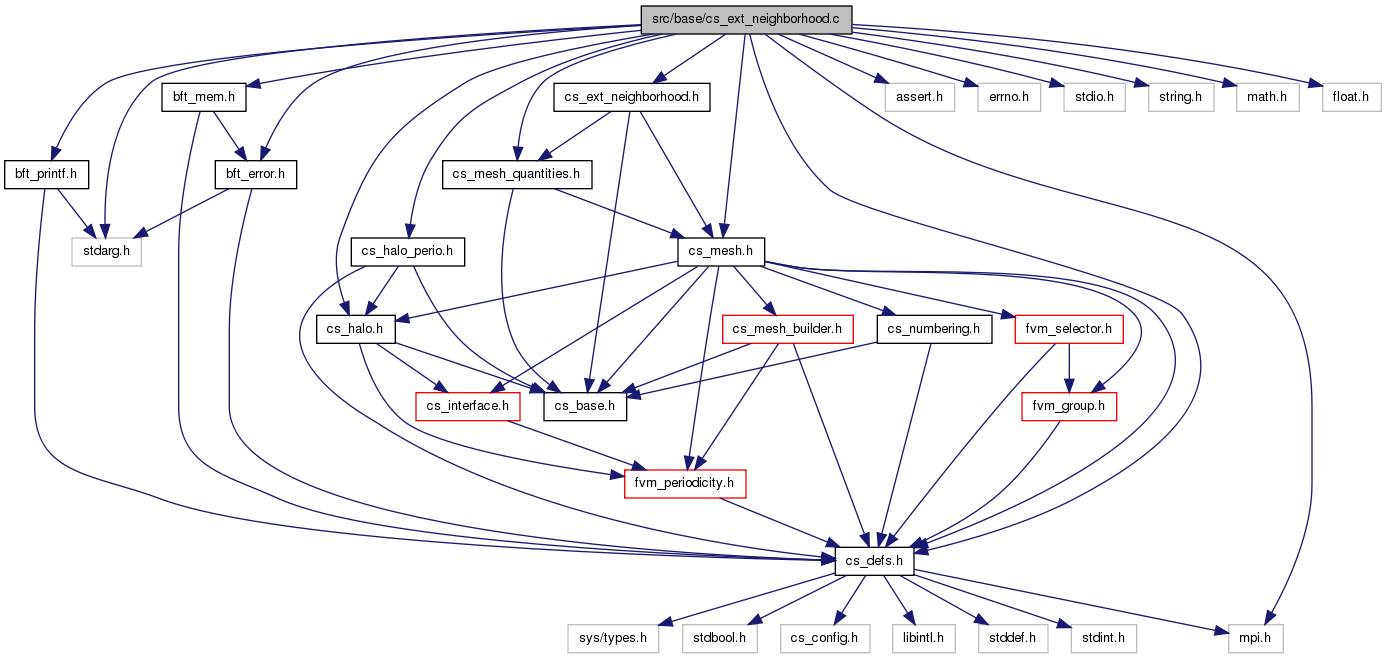 src/base/cs_ext_neighborhood.c
bft_mem.h
cs_ext_neighborhood.h
assert.h
errno.h
stdio.h
string.h
math.h
float.h
bft_printf.h
bft_error.h
cs_mesh_quantities.h
stdarg.h
cs_halo_perio.h
cs_mesh.h
cs_halo.h
cs_mesh_builder.h
cs_numbering.h
fvm_selector.h
cs_interface.h
cs_base.h
fvm_group.h
fvm_periodicity.h
cs_defs.h
sys/types.h
stdbool.h
cs_config.h
libintl.h
stddef.h
stdint.h
mpi.h